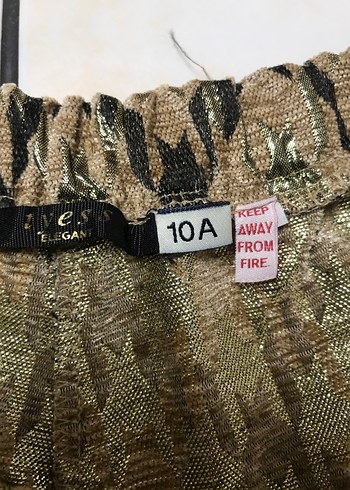 "ELEGANT
10A
KEEP
AWAY
FROM
FIRE